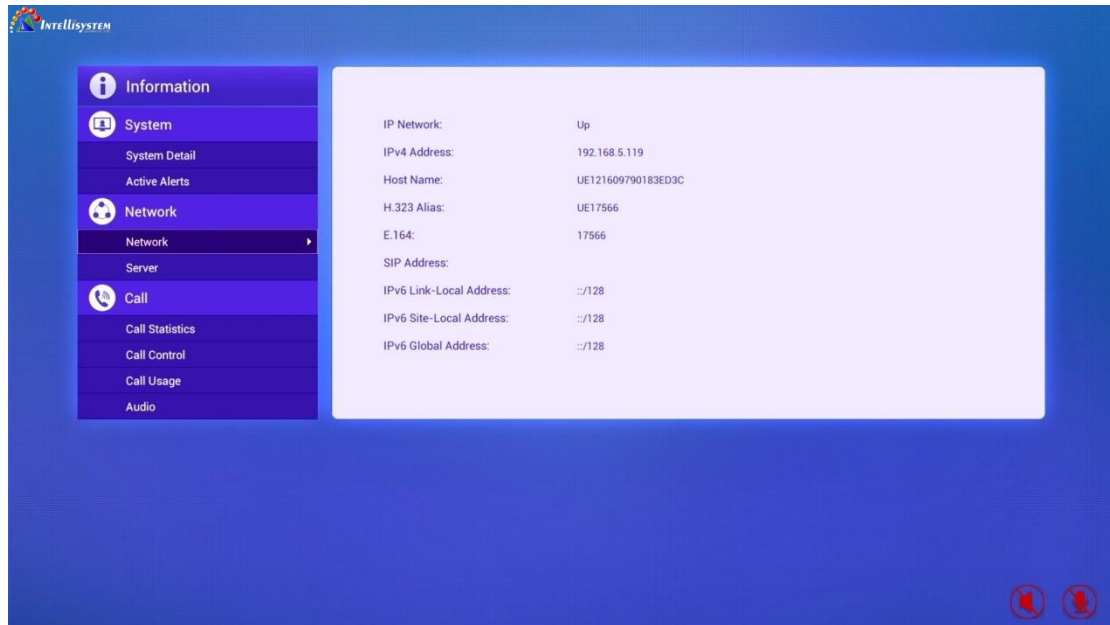 INTELLISYSTEM
Information
System
System Detail
Active Alerts
Network
Network
Server
Call
Call Statistics
Call Control
Call Usage
Audio
IP Network: Up
IPv4 Address: 192.168.5.119
Host Name: UE121609790183ED3C
H.323 Alias: UE17566
E.164: 17566
SIP Address:
IPv6 Link-Local Address: ::/128
IPv6 Site-Local Address: ::/128
IPv6 Global Address: ::/128